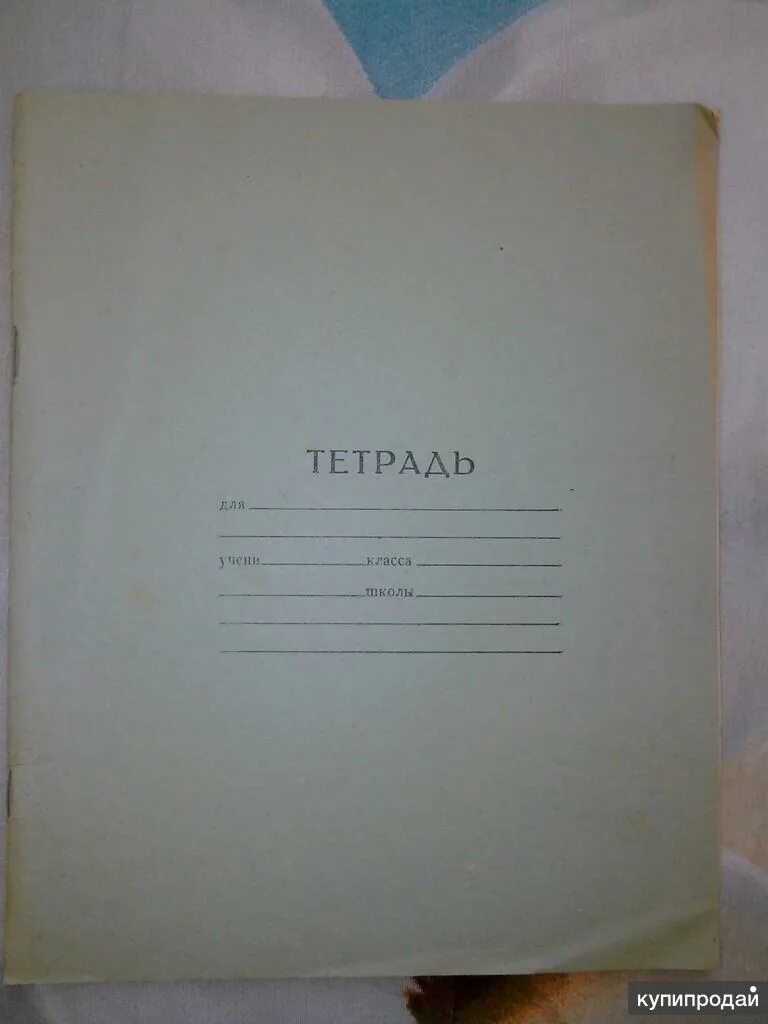 ТЕТРАДЬ
для
учени класса
школы
купипродай